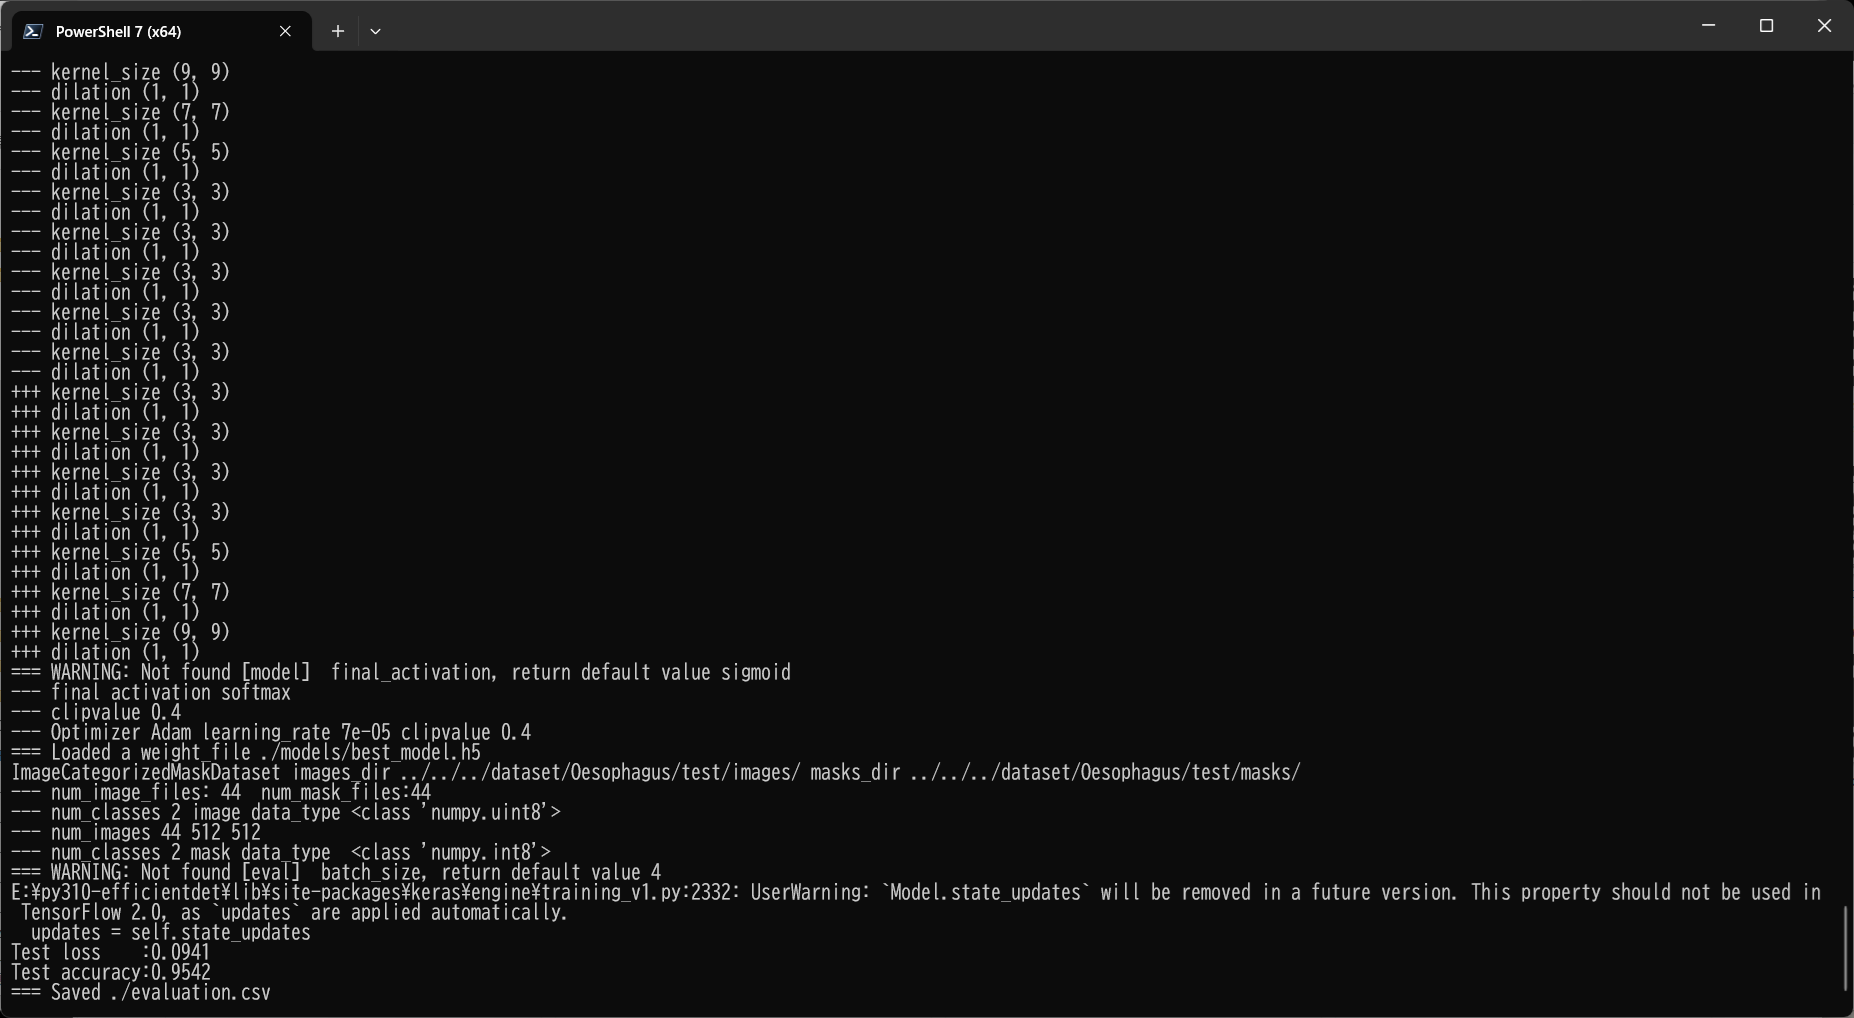 PowerShell 7 (x64)
--- kernel_size (9, 9)
--- dilation (1, 1)
--- kernel_size (7, 7)
--- dilation (1, 1)
--- kernel_size (5, 5)
--- dilation (1, 1)
--- kernel_size (3, 3)
--- dilation (1, 1)
--- kernel_size (3, 3)
--- dilation (1, 1)
--- kernel_size (3, 3)
--- dilation (1, 1)
--- kernel_size (3, 3)
--- dilation (1, 1)
--- kernel_size (3, 3)
--- dilation (1, 1)
+++ kernel_size (3, 3)
+++ dilation (1, 1)
+++ kernel_size (3, 3)
+++ dilation (1, 1)
+++ kernel_size (3, 3)
+++ dilation (1, 1)
+++ kernel_size (3, 3)
+++ dilation (1, 1)
+++ kernel_size (5, 5)
+++ dilation (1, 1)
+++ kernel_size (7, 7)
+++ dilation (1, 1)
+++ kernel_size (9, 9)
+++ dilation (1, 1)
=== WARNING: Not found [model]  final_activation, return default value sigmoid
--- final activation softmax
--- clipvalue 0.4
--- Optimizer Adam learning_rate 7e-05 clipvalue 0.4
=== Loaded a weight_file ./models/best_model.h5
ImageCategorizedMaskDataset images_dir ../../../dataset/Oesophagus/test/images/ masks_dir ../../../dataset/Oesophagus/test/masks/
--- num_image_files: 44  num_mask_files:44
--- num_classes 2 image data_type <class 'numpy.uint8'>
--- num_images 44 512 512
--- num_classes 2 mask data_type  <class 'numpy.int8'>
=== WARNING: Not found [eval]  batch_size, return default value 4
E:¥py310-efficientdet¥lib¥site-packages¥keras¥engine¥training_v1.py:2332: UserWarning: `Model.state_updates` will be removed in a future version. This property should not be used in
TensorFlow 2.0, as `updates` are applied automatically.
updates = self.state_updates
Test loss    :0.0941
Test accuracy:0.9542
=== Saved ./evaluation.csv